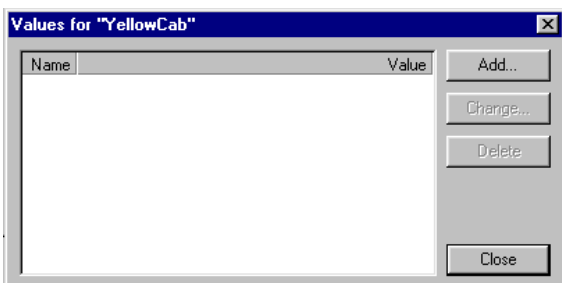 Values for "YellowCab"
Name Value
Add...
Change...
Delete
Close